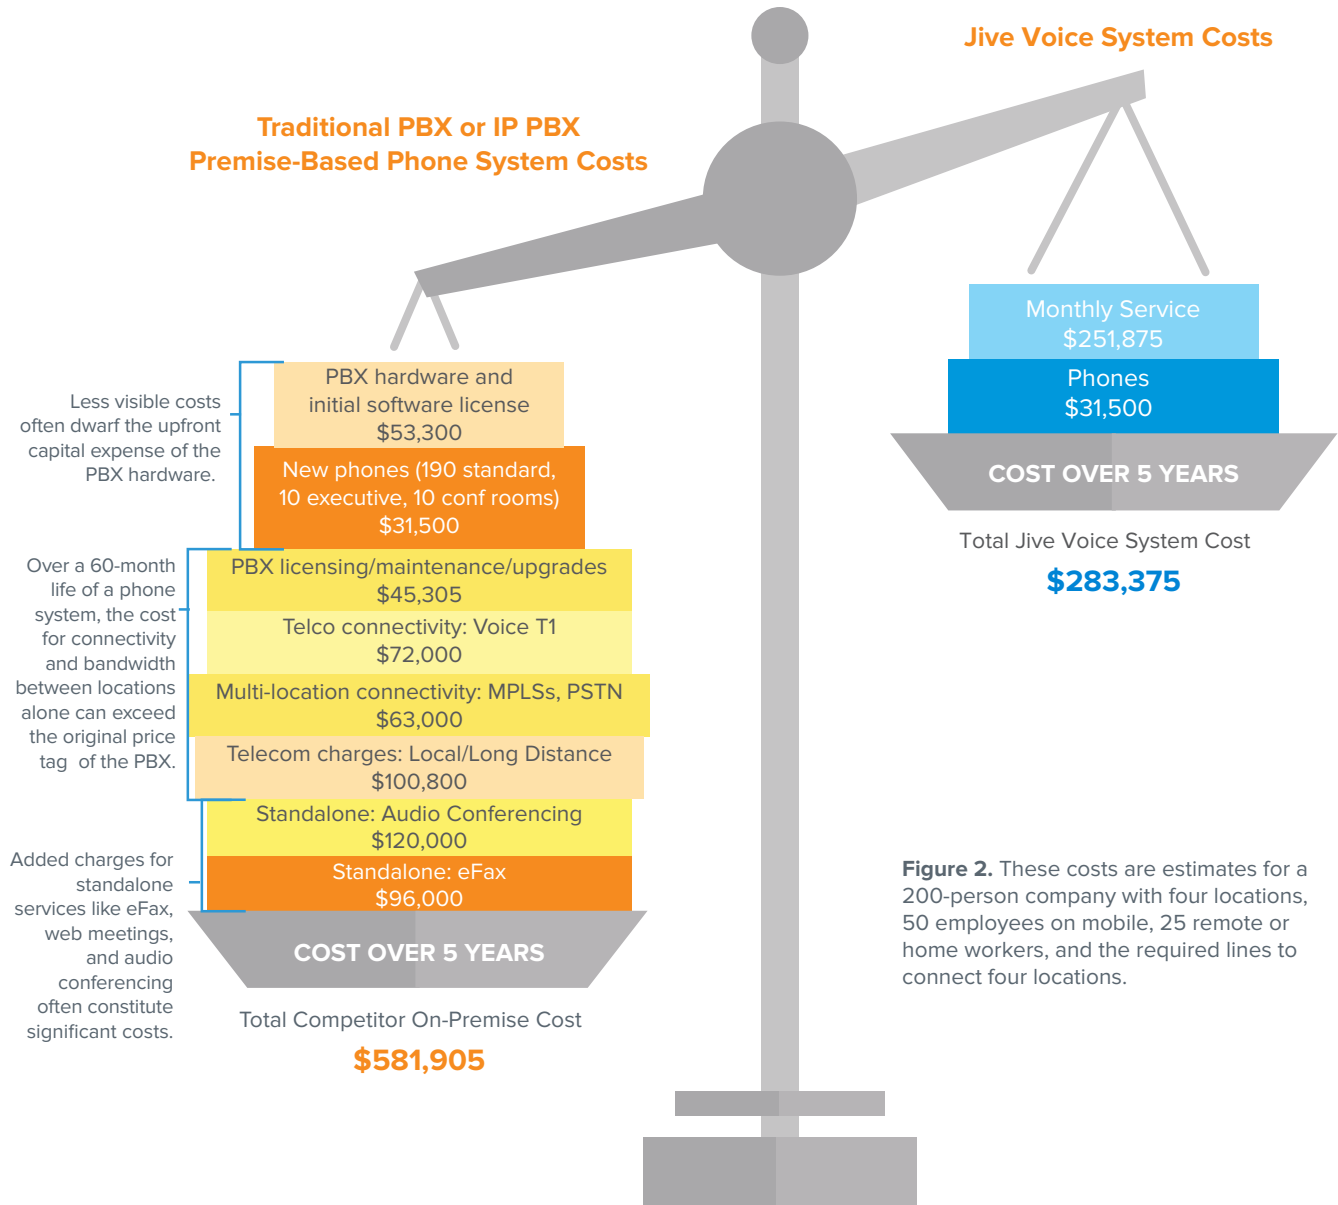 Jive Voice System Costs
Traditional PBX or IP PBX
Premise-Based Phone System Costs
Monthly Service
$251,875
Phones
$31,500
COST OVER 5 YEARS
Total Jive Voice System Cost
$283,375
Less visible costs
often dwarf the upfront
capital expense of the
PBX hardware.
PBX hardware and
initial software license
$53,300
New phones (190 standard,
10 executive, 10 conf rooms)
$31,500
Over a 60-month
life of a phone
system, the cost
for connectivity
and bandwidth
between locations
alone can exceed
the original price
tag of the PBX.
PBX licensing/maintenance/upgrades
$45,305
Telco connectivity: Voice T1
$72,000
Multi-location connectivity: MPLSs, PSTN
$63,000
Telecom charges: Local/Long Distance
$100,800
Added charges for
standalone
services like eFax,
web meetings,
and audio
conferencing
often constitute
significant costs.
Standalone: Audio Conferencing
$120,000
Standalone: eFax
$96,000
COST OVER 5 YEARS
Total Competitor On-Premise Cost
$581,905
Figure 2. These costs are estimates for a
200-person company with four locations,
50 employees on mobile, 25 remote or
home workers, and the required lines to
connect four locations.